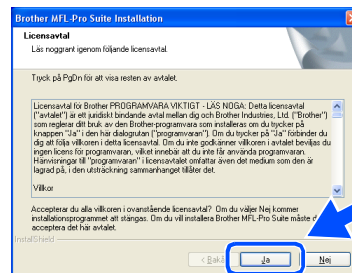 Brother MFL-Pro Suite Installation
Licensavtal
Läs noggrant igenom följande licensavtal.
Tryck på PgDn för att visa resten av avtalet.
Licensavtal för Brother PROGRAMVARA VIKTIGT - LÄS NOGA: Detta licensavtal
("avtalet") är ett juridiskt bindande avtal mellan dig och Brother Industries, Ltd. ("Brother")
som reglerar ditt bruk av den Brother-programvara som installeras om du trycker på
knappen "Ja" i den här dialogrutan ("programvaran"). Om du trycker på "Ja" förbinder du
dig att följa villkoren i detta licensavtal. Om du inte godkänner villkoren i avtalet beviljas du
ingen licens för programvaran, vilket innebär att du inte får använda programvaran.
Hänvisningar till "programvaran" i licensavtalet omfattar även det medium som den är
lagrad på, i den utsträckning sammanhanget tillåter det.
Villkor
Accepterar du alla villkoren i ovanstående licensavtal? Om du väljer Nej kommer
installationsprogrammet att stängas. Om du vill installera Brother MFL-Pro Suite måste
acceptera det här avtalet.
InstallShield
< Bakå Ja Nej